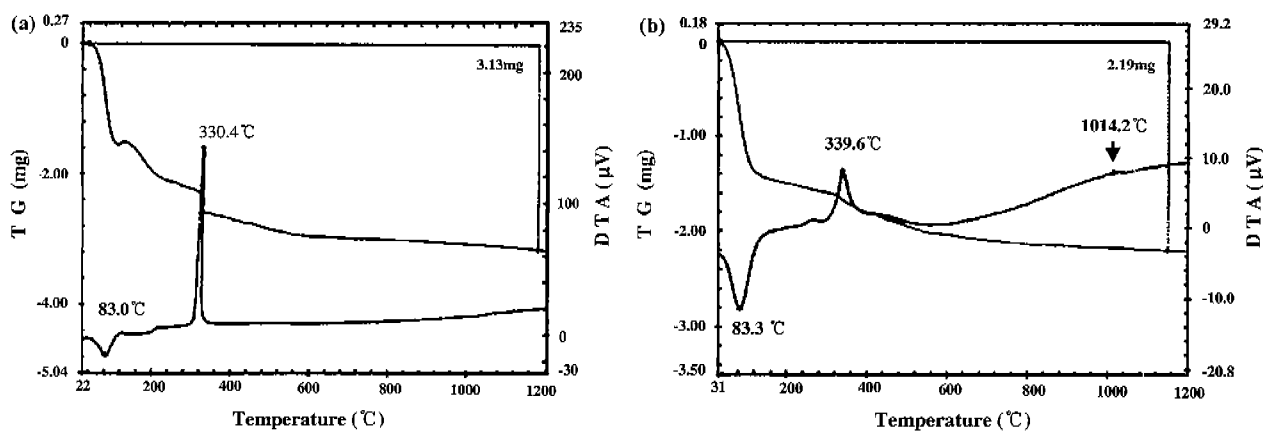 (a)
0.27
0
-2.00
-4.00
-5.04
T G (mg)
235
200
100
0
-30
D T A ( μV)
3.13mg
330.4℃
83.0℃
22 200 400 600 800 1000 1200
Temperature (℃)
(b)
0.18
0
-1.00
-2.00
-3.00
-3.50
T G (mg)
29.2
20.0
10.0
0
-10.0
-20.8
D T A ( μV)
2.19mg
1014.2℃
339.6℃
83.3 ℃
31 200 400 600 800 1000 1200
Temperature (℃)